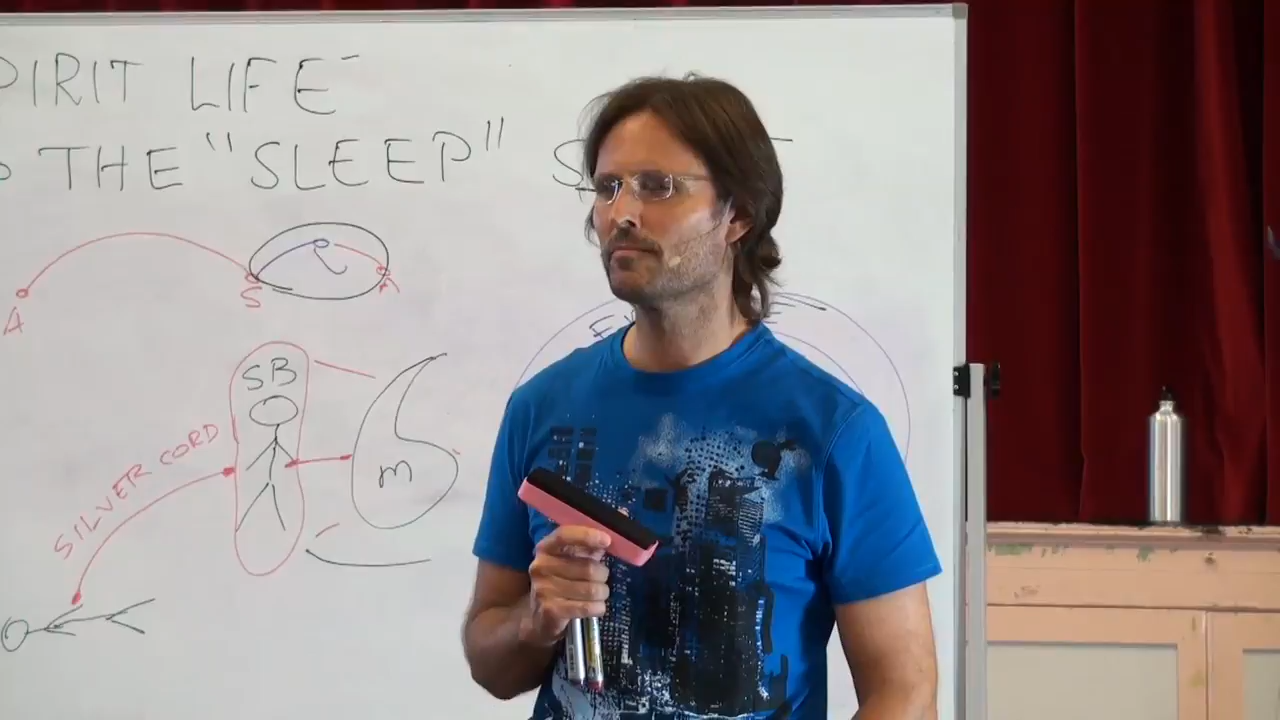 PIRIT LIFE
THE "SLEEP" S
A
S
A
SB
m
SILVER CORD